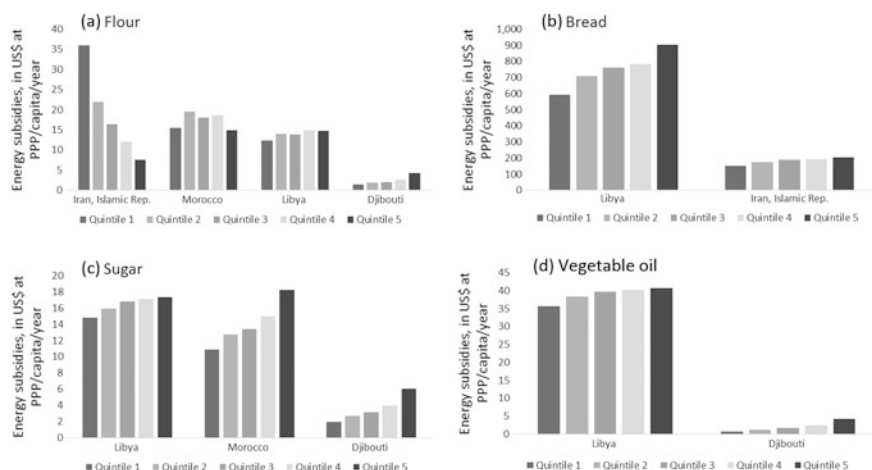 (a) Flour
Energy subsidies, in US$ at
PPP/capita/year
40
35
30
25
20
15
10
5
0
Iran, Islamic Rep. Morocco Libya Djibouti
Quintile 1 Quintile 2 Quintile 3 Quintile 4 Quintile 5
(b) Bread
Energy subsidies, in US$ at
PPP/capita/year
1,000
900
800
700
600
500
400
300
200
100
0
Libya Iran, Islamic Rep.
Quintile 1 Quintile 2 Quintile 3 Quintile 4 Quintile 5
(c) Sugar
Energy subsidies, in US$ at
PPP/capita/year
20
18
16
14
12
10
8
6
4
2
0
Libya Morocco Djibouti
Quintile 1 Quintile 2 Quintile 3 Quintile 4 Quintile 5
(d) Vegetable oil
Energy subsidies, in US$ at
PPP/capita/year
45
40
35
30
25
20
15
10
5
0
Libya Djibouti
Quintile 1 Quintile 2 Quintile 3 Quintile 4 Quintile 5